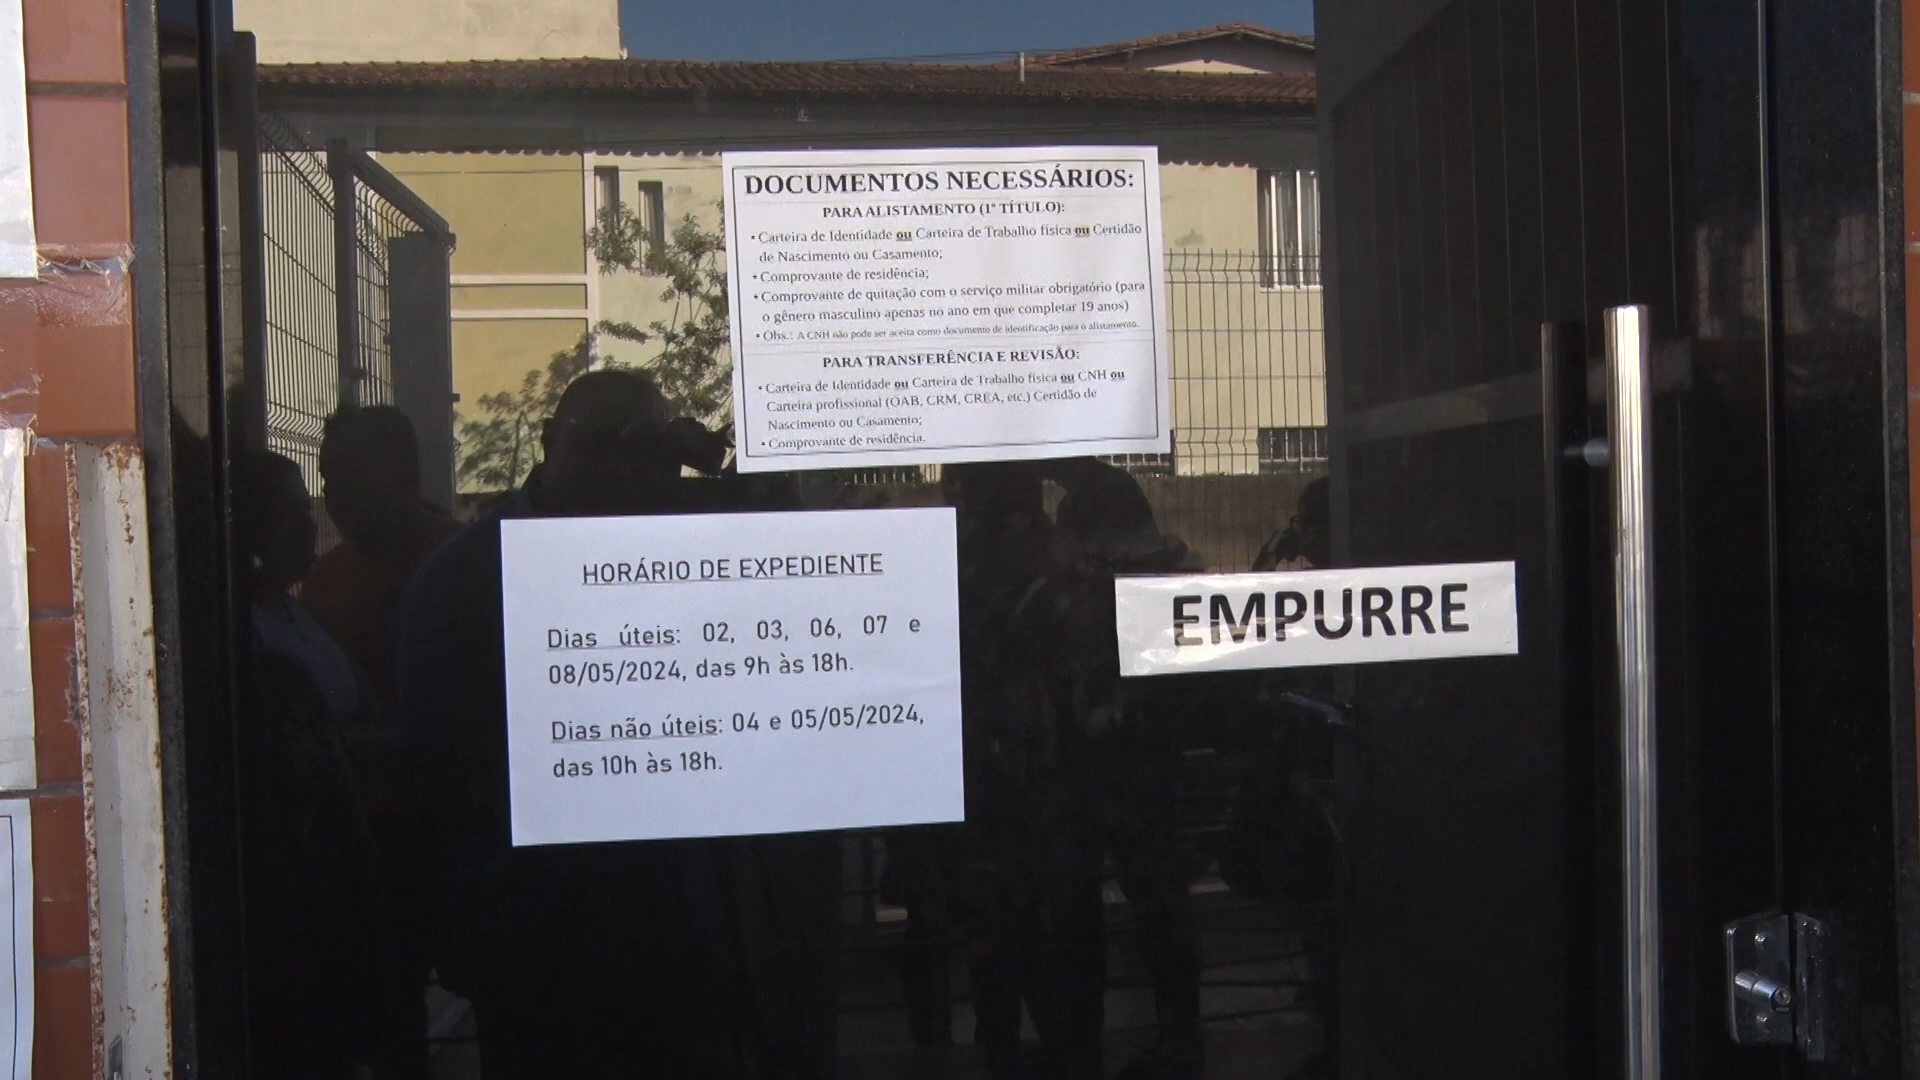 DOCUMENTOS NECESSÁRIOS:
PARA ALISTAMENTO (1º TÍTULO):
• Carteira de Identidade ou Carteira de Trabalho física ou Certidão
de Nascimento ou Casamento;
• Comprovante de residência;
• Comprovante de quitação com o serviço militar obrigatório (para
o gênero masculino apenas no ano em que completar 19 anos)
• Obs.: A CNH não pode ser aceita como documento de identificação para o alistamento.
PARA TRANSFERÊNCIA E REVISÃO:
• Carteira de Identidade ou Carteira de Trabalho física ou CNH ou
Carteira profissional (OAB, CRM, CREA, etc.) Certidão de
Nascimento ou Casamento;
• Comprovante de residência.
HORÁRIO DE EXPEDIENTE
Dias úteis: 02, 03, 06, 07 e
08/05/2024, das 9h às 18h.
Dias não úteis: 04 e 05/05/2024,
das 10h às 18h.
EMPURRE